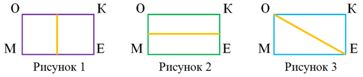 О К О К О К
М Е М Е М Е
Рисунок 1 Рисунок 2 Рисунок 3